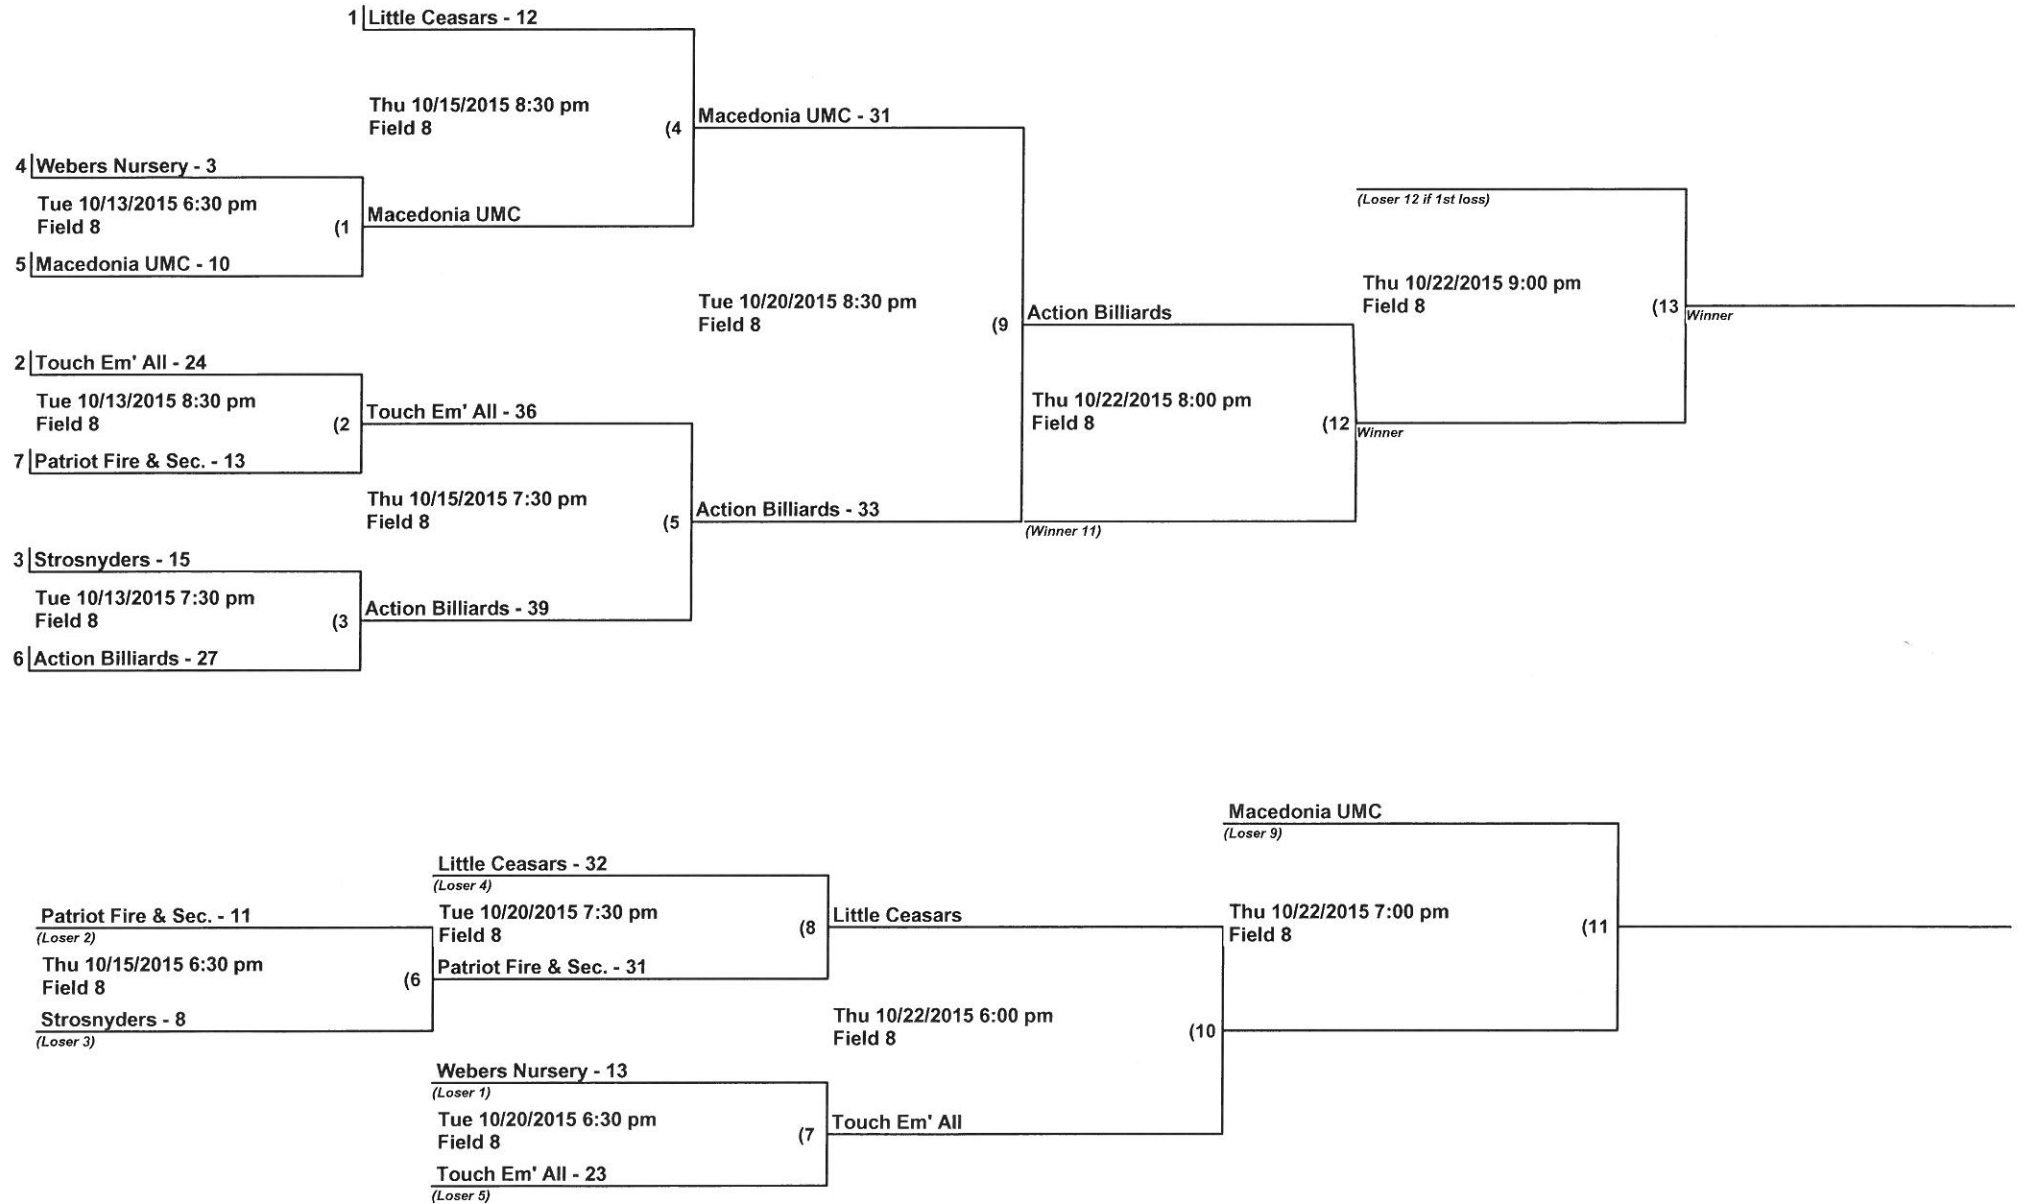 1 Little Ceasars - 12
Thu 10/15/2015 8:30 pm
Field 8
(4
Macedonia UMC - 31
4 Webers Nursery - 3
Tue 10/13/2015 6:30 pm
Field 8
(1
Macedonia UMC
5 Macedonia UMC - 10
(Loser 12 if 1st loss)
Thu 10/22/2015 9:00 pm
Field 8
(13
Winner
Tue 10/20/2015 8:30 pm
Field 8
(9
Action Billiards
2 Touch Em' All - 24
Tue 10/13/2015 8:30 pm
Field 8
(2
Touch Em' All - 36
7 Patriot Fire & Sec. - 13
Thu 10/22/2015 8:00 pm
Field 8
(12
Winner
Thu 10/15/2015 7:30 pm
Field 8
(5
Action Billiards - 33
(Winner 11)
3 Strosnyders - 15
Tue 10/13/2015 7:30 pm
Field 8
(3
Action Billiards - 39
6 Action Billiards - 27
Macedonia UMC
(Loser 9)
Little Ceasars - 32
(Loser 4)
Tue 10/20/2015 7:30 pm
Field 8
(8
Little Ceasars
Thu 10/22/2015 7:00 pm
Field 8
(11
Patriot Fire & Sec. - 11
(Loser 2)
Thu 10/15/2015 6:30 pm
Field 8
(6
Patriot Fire & Sec. - 31
Strosnyders - 8
(Loser 3)
Thu 10/22/2015 6:00 pm
Field 8
(10
Webers Nursery - 13
(Loser 1)
Tue 10/20/2015 6:30 pm
Field 8
(7
Touch Em' All
Touch Em' All - 23
(Loser 5)